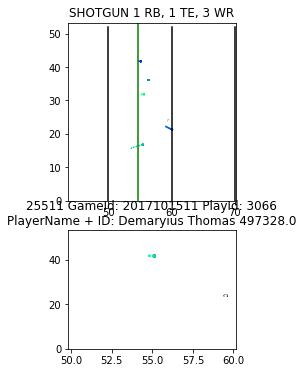 SHOTGUN 1 RB, 1 TE, 3 WR
50
40
30
20
10
0
50 60 70
25511 GameId: 2017101511 PlayId: 3066
PlayerName + ID: Demaryius Thomas 497328.0
40
20
0
50.0 52.5 55.0 57.5 60.0